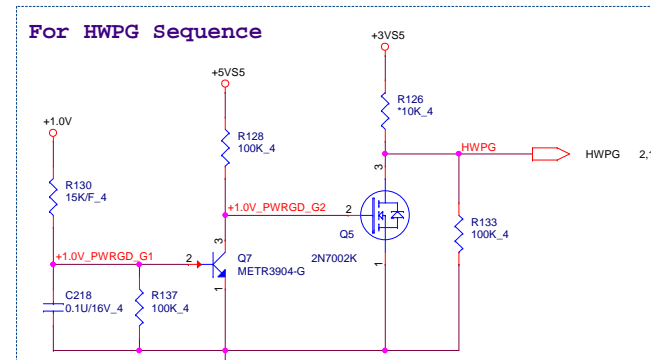 For HWPG Sequence
+3VS5
+5VS5
R126
*10K_4
+1.0V
R128
100K_4
HWPG
HWPG 2,1
3
R130
15K/F_4
+1.0V_PWRGD_G2
2
R133
100K_4
Q5
3
+1.0V_PWRGD_G1
2
Q7
METR3904-G
2N7002K
1
1
C218
0.1U/16V_4
R137
100K_4